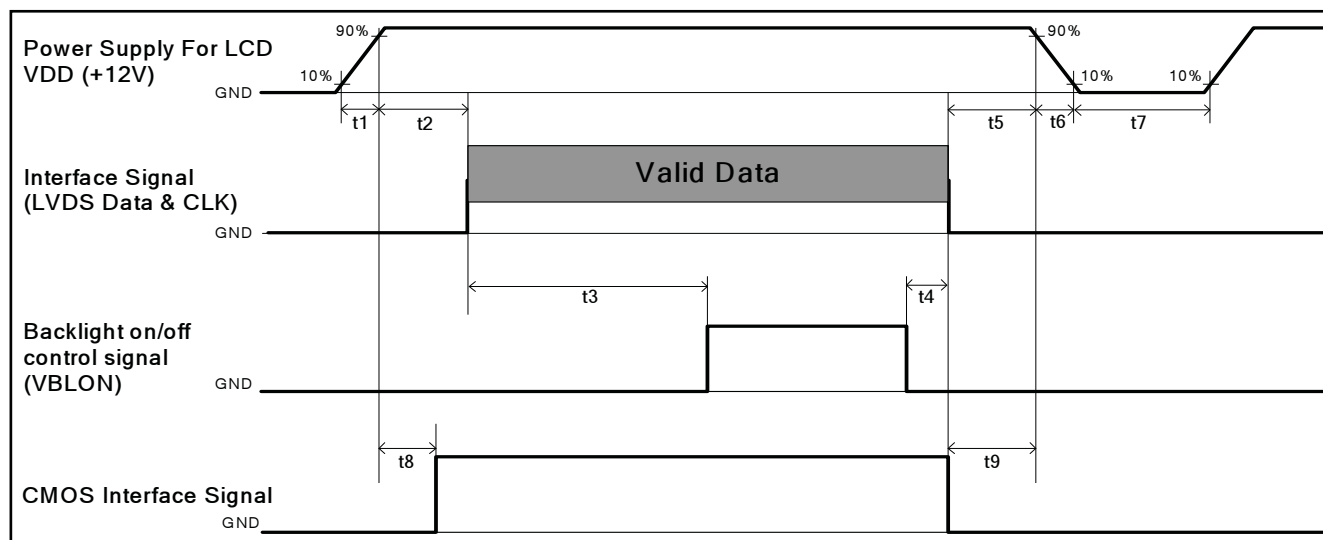 Power Supply For LCD
VDD (+12V)
90%
10%
GND
90%
10%
10%
t1
t2
t5
t6
t7
Interface Signal
(LVDS Data & CLK)
Valid Data
GND
t3
t4
Backlight on/off
control signal
(VBLON)
GND
t8
t9
CMOS Interface Signal
GND